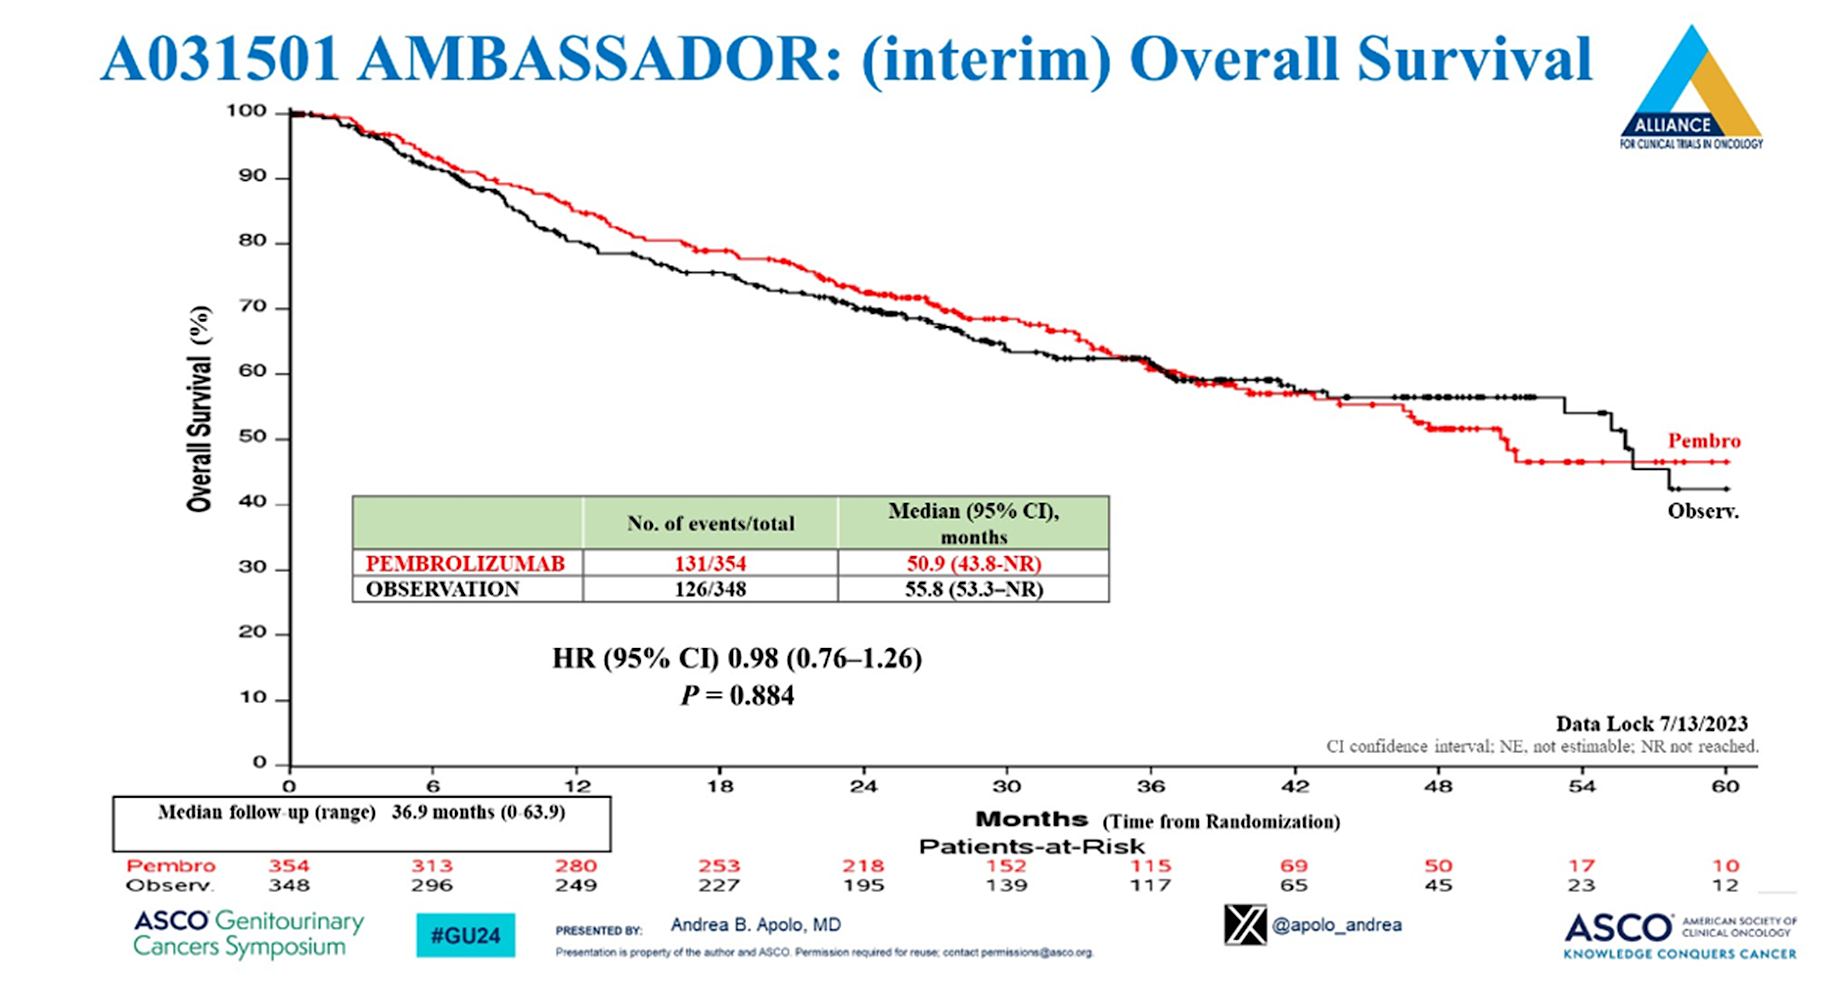 A031501 AMBASSADOR: (interim) Overall Survival
ALLIANCE
FOR CLINICAL TRIALS IN ONCOLOGY
100
90
80
70
60
50
40
30
20
10
0
Overall Survival (%)
Pembro
Observ.
No. of events/total
Median (95% CI), months
PEMBROLIZUMAB 131/354 50.9 (43.8-NR)
OBSERVATION 126/348 55.8 (53.3–NR)
HR (95% CI) 0.98 (0.76–1.26)
P = 0.884
Data Lock 7/13/2023
CI confidence interval; NE, not estimable; NR not reached.
0 6 12 18 24 30 36 42 48 54 60
Median follow-up (range) 36.9 months (0-63.9)
Months (Time from Randomization)
Patients-at-Risk
Pembro 354 313 280 253 218 152 115 69 50 17 10
Observ. 348 296 249 227 195 139 117 65 45 23 12
ASCO Genitourinary
Cancers Symposium
#GU24
PRESENTED BY: Andrea B. Apolo, MD
Presentation is property of the author and ASCO. Permission required for reuse; contact permissions@asco.org.
@apolo_andrea
ASCO AMERICAN SOCIETY OF
CLINICAL ONCOLOGY
KNOWLEDGE CONQUERS CANCER